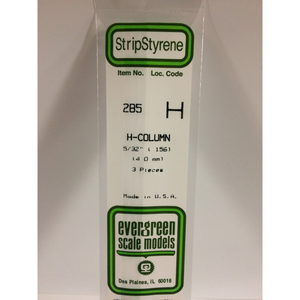 StripStyrene
Item No. Loc. Code
285 H
H-COLUMN
5/32" ( .156)
(4.0 mm)
3 Pieces
Made in U.S.A.
evergreen
scale models
Des Plaines, IL 60018